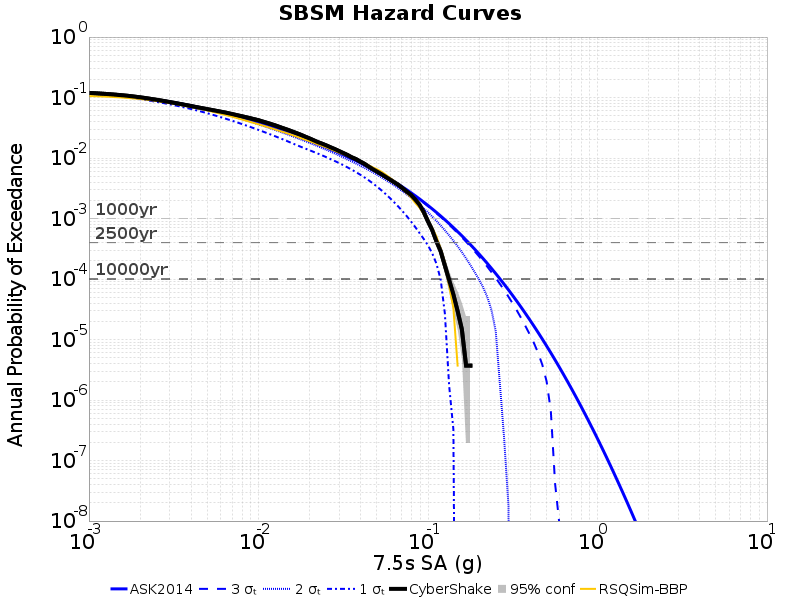 SBSM Hazard Curves
Annual Probability of Exceedance
10^0
10^-1
10^-2
10^-3
10^-4
10^-5
10^-6
10^-7
10^-8
1000yr
2500yr
10000yr
10^-3 10^-2 10^-1 10^0 10^1
7.5s SA (g)
ASK2014 3 σₜ 2 σₜ 1 σₜ CyberShake 95% conf RSQSim-BBP